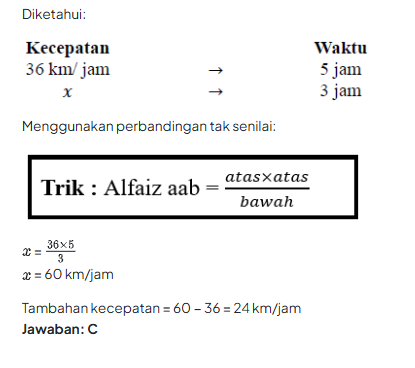 Diketahui:
Kecepatan Waktu
36 km/ jam → 5 jam
x → 3 jam
Menggunakan perbandingan tak senilai:
Trik : Alfaiz aab = atas×atas / bawah
x = 36×5 / 3
x = 60 km/jam
Tambahan kecepatan = 60 – 36 = 24 km/jam
Jawaban: C